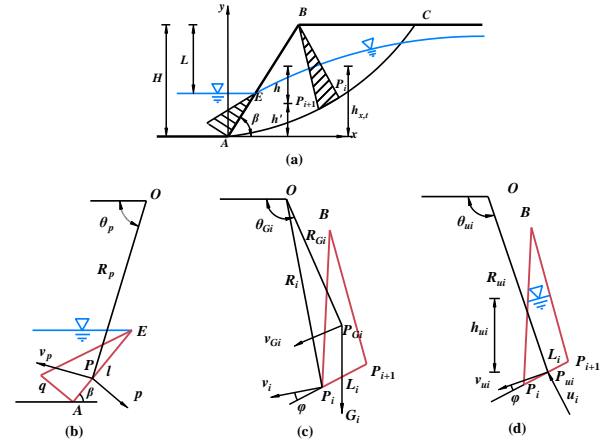 y
B
C
H
L
h
P_i
E
P_{i+1}
h_{x,t}
β
h'
x
A
(a)
O
θ_p
R_p
E
v_p
P
l
q
β
p
A
(b)
O
θ_{Gi}
B
R_{Gi}
R_i
v_{Gi}
P_{Gi}
P_{i+1}
v_i
L_i
P_i
φ
G_i
(c)
O
θ_{ui}
B
R_{ui}
h_{ui}
L_i
P_{i+1}
v_{ui}
P_{ui}
P_i
φ
u_i
(d)